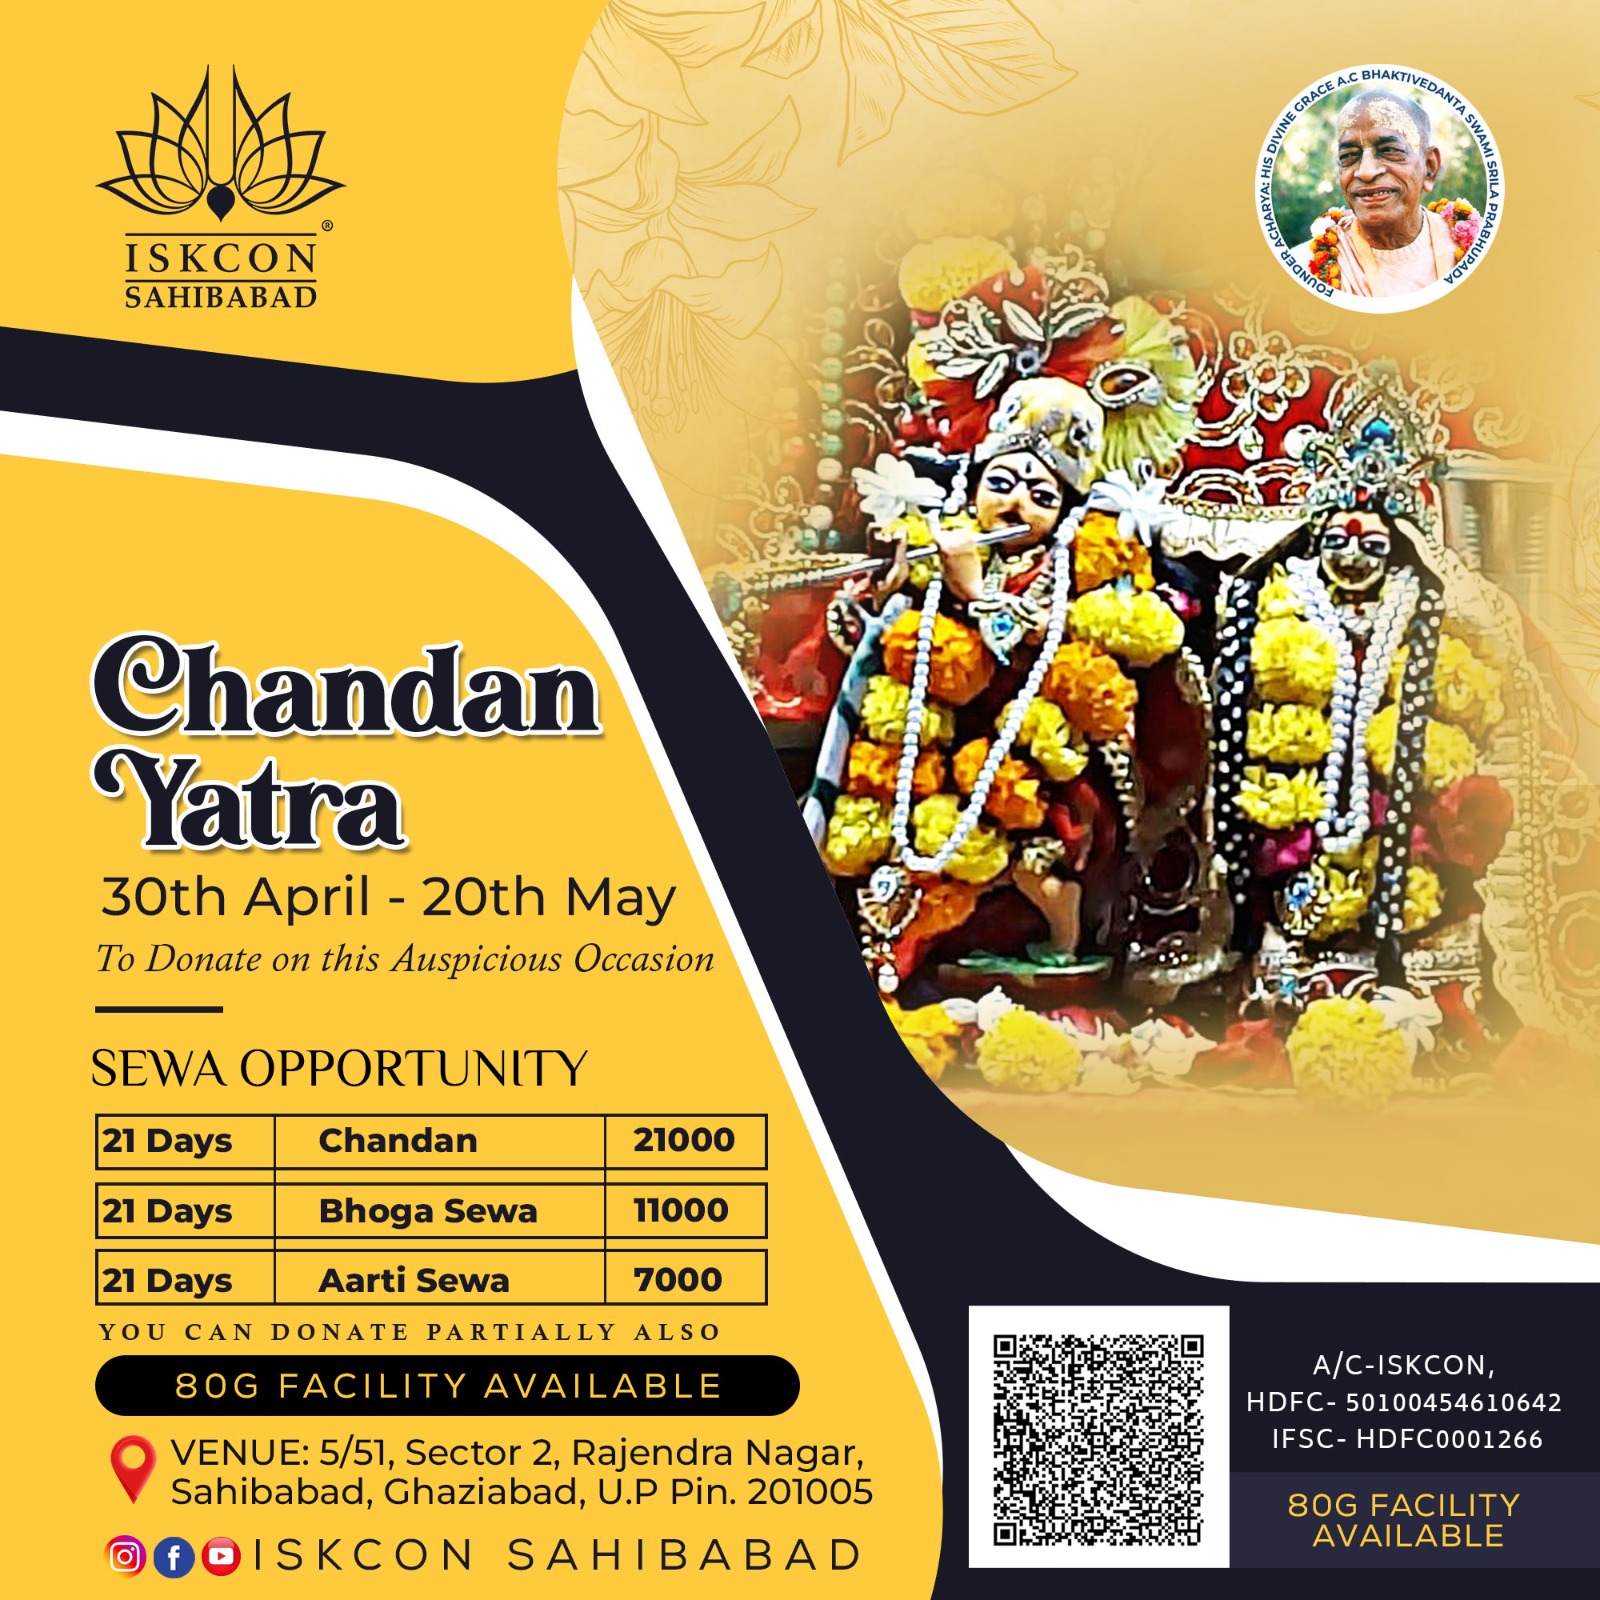 ISKCON
®
SAHIBABAD
FOUNDER ACHARYA: HIS DIVINE GRACE A.C BHAKTIVEDANTA SWAMI SRILA PRABHUPADA
Chandan
Yatra
30th April - 20th May
To Donate on this Auspicious Occasion
SEWA OPPORTUNITY
21 Days Chandan 21000
21 Days Bhoga Sewa 11000
21 Days Aarti Sewa 7000
YOU CAN DONATE PARTIALLY ALSO
80G FACILITY AVAILABLE
VENUE: 5/51, Sector 2, Rajendra Nagar,
Sahibabad, Ghaziabad, U.P Pin. 201005
ISKCON SAHIBABAD
A/C-ISKCON,
HDFC- 50100454610642
IFSC- HDFC0001266
80G FACILITY
AVAILABLE